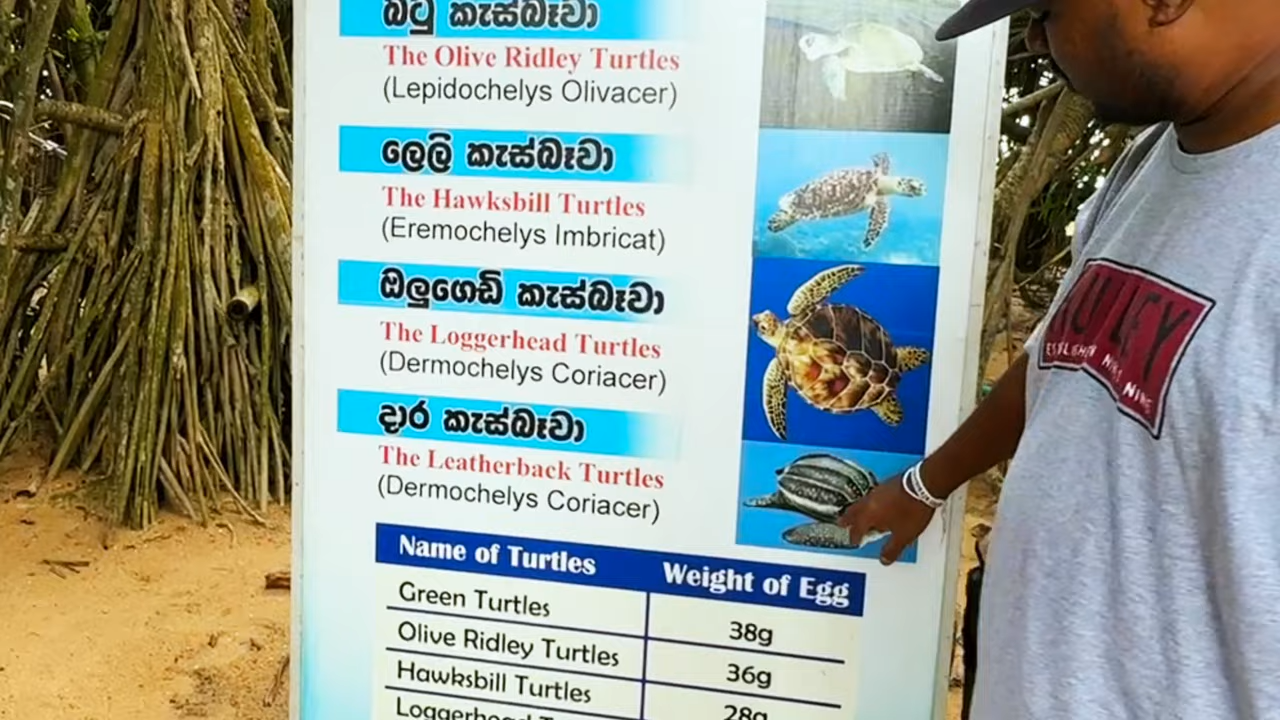 බටු කැස්බෑවා
The Olive Ridley Turtles
(Lepidochelys Olivacer)
ලෙලි කැස්බෑවා
The Hawksbill Turtles
(Eremochelys Imbricat)
ඔලුගෙඩි කැස්බෑවා
The Loggerhead Turtles
(Dermochelys Coriacer)
දාර කැස්බෑවා
The Leatherback Turtles
(Dermochelys Coriacer)
Name of Turtles Weight of Egg
Green Turtles 38g
Olive Ridley Turtles 36g
Hawksbill Turtles 28g
Loggerhead